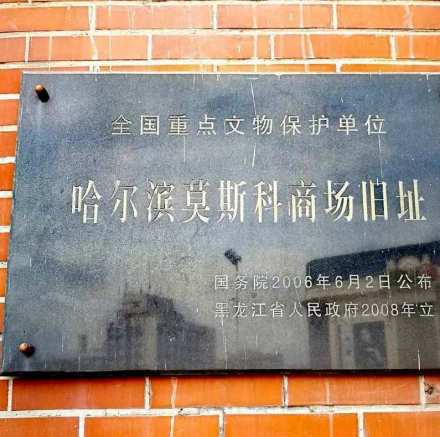 全国重点文物保护单位
哈尔滨莫斯科商场旧址
国务院2006年6月2日公布
黑龙江省人民政府2008年立